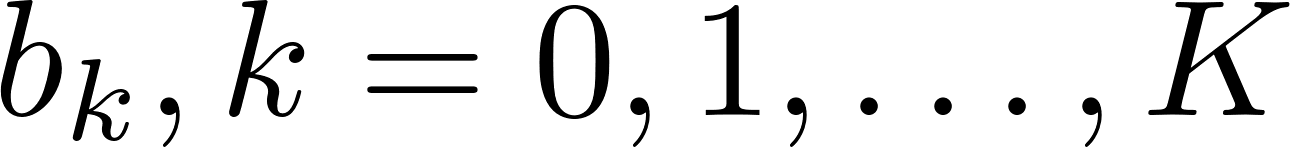 b_k, k = 0, 1, . . . , K